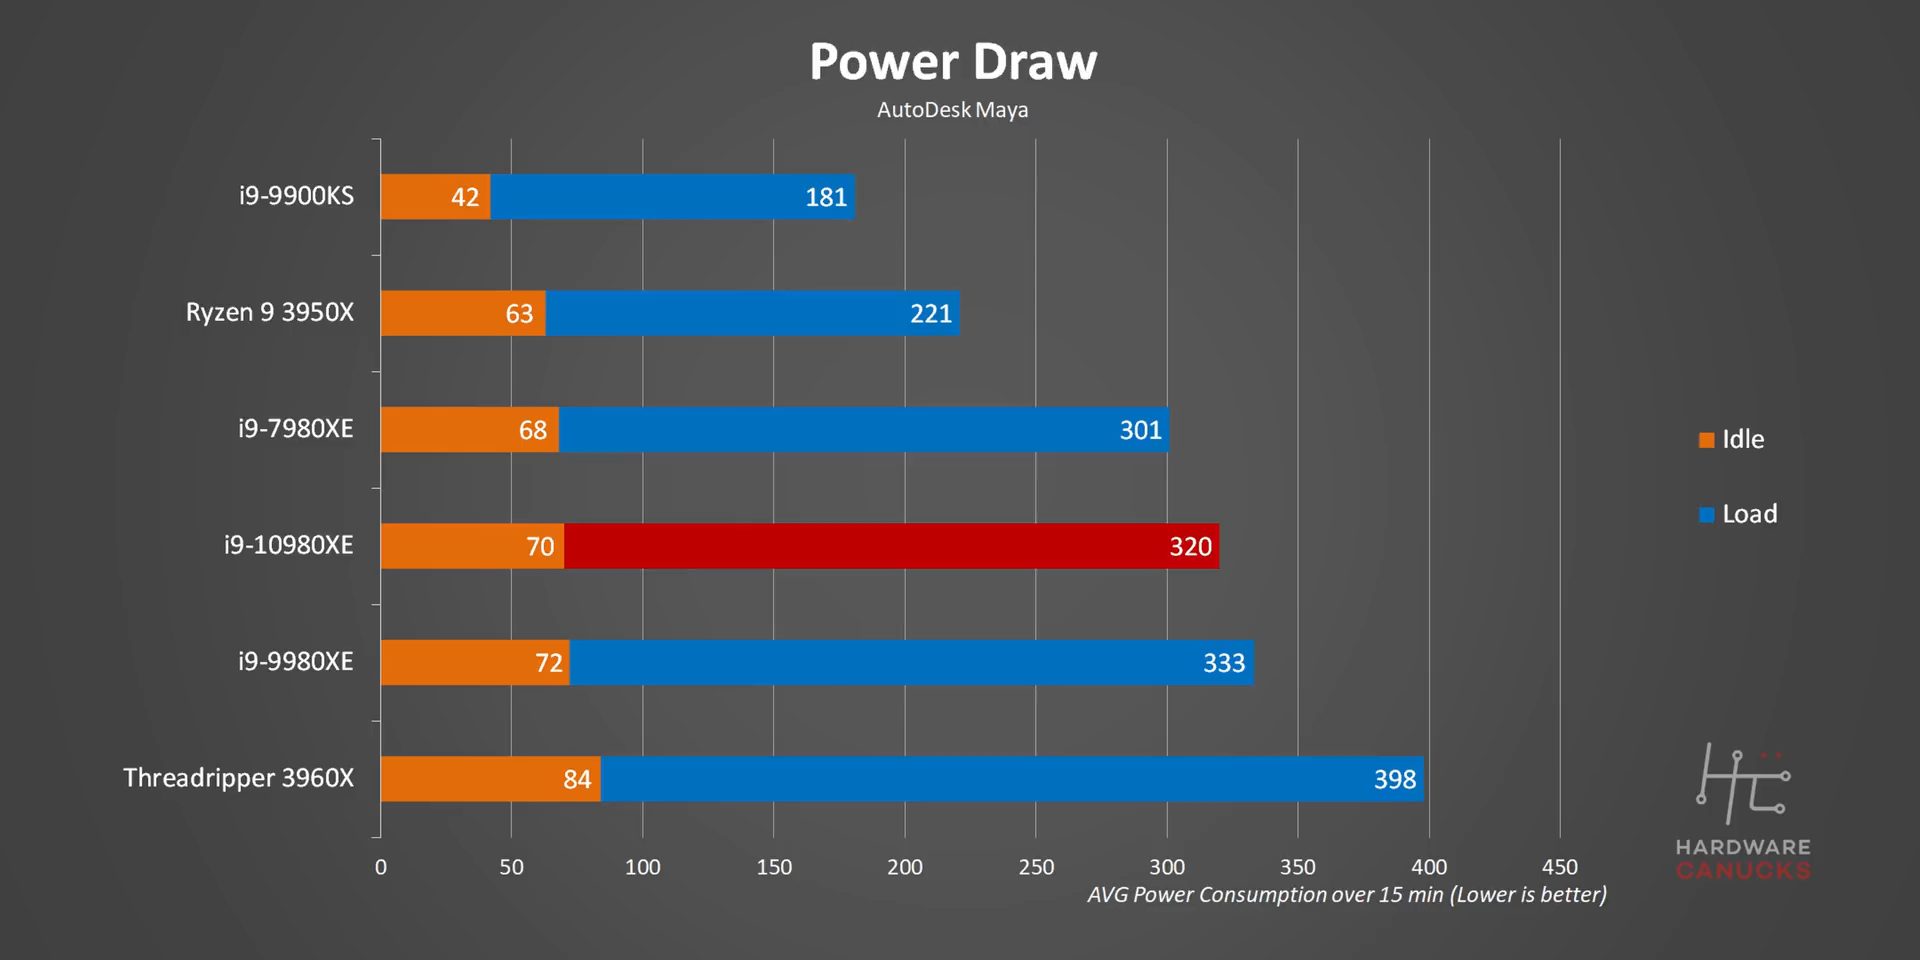 Power Draw
AutoDesk Maya
i9-9900KS 42 181
Ryzen 9 3950X 63 221
i9-7980XE 68 301
i9-10980XE 70 320
i9-9980XE 72 333
Threadripper 3960X 84 398
0 50 100 150 200 250 300 350 400 450
AVG Power Consumption over 15 min (Lower is better)
Idle
Load
HARDWARE
CANUCKS